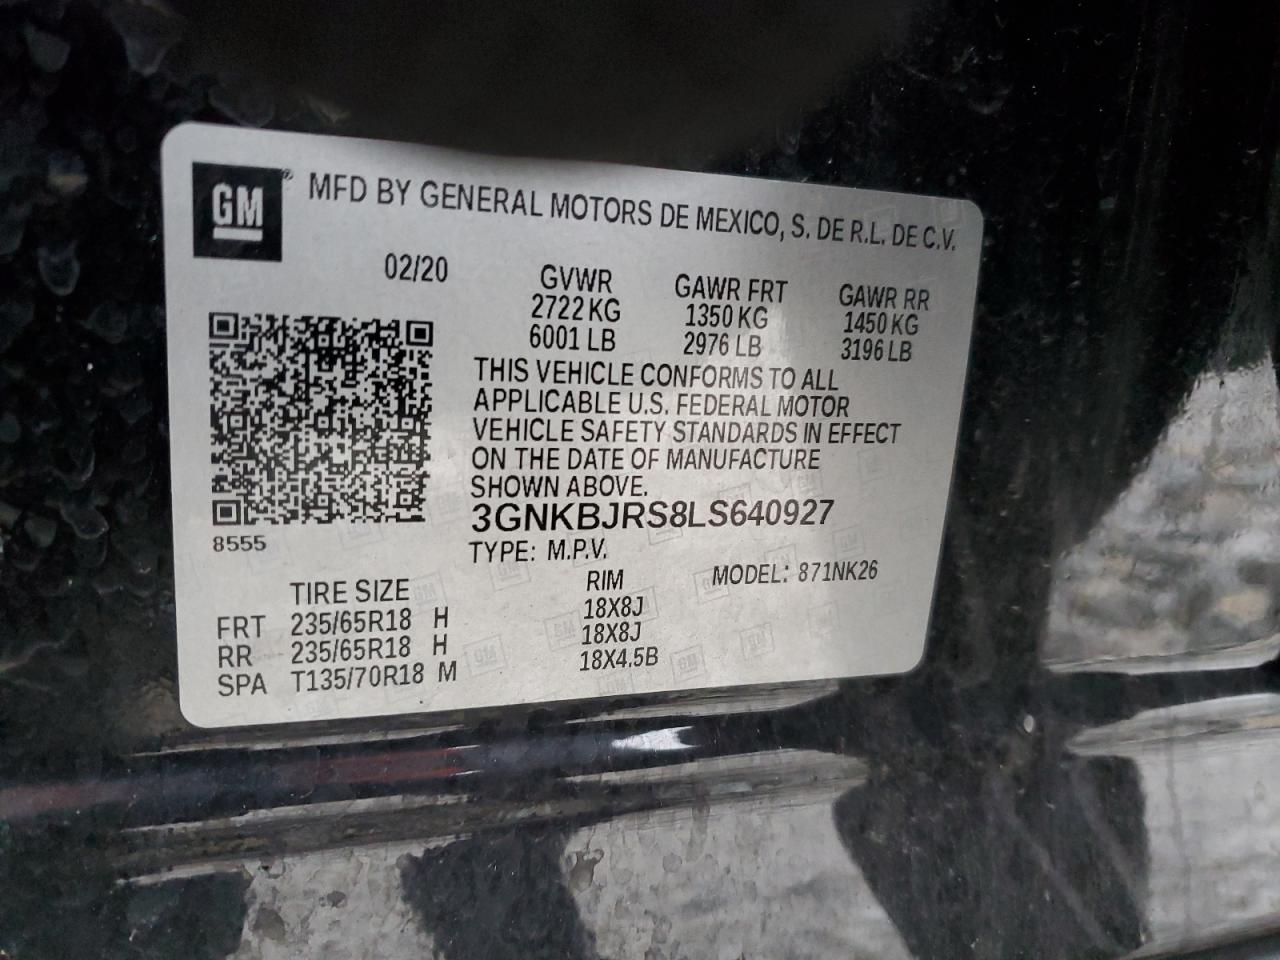 GM ® MFD BY GENERAL MOTORS DE MEXICO, S. DE R.L. DE C.V.
02/20 GVWR GAWR FRT GAWR RR
2722 KG 1350 KG 1450 KG
6001 LB 2976 LB 3196 LB
THIS VEHICLE CONFORMS TO ALL
APPLICABLE U.S. FEDERAL MOTOR
VEHICLE SAFETY STANDARDS IN EFFECT
ON THE DATE OF MANUFACTURE
SHOWN ABOVE.
3GNKBJRS8LS640927
8555
TYPE: M.P.V. MODEL: 871NK26
TIRE SIZE RIM
FRT 235/65R18 H 18X8J
RR 235/65R18 H 18X8J
SPA T135/70R18 M 18X4.5B